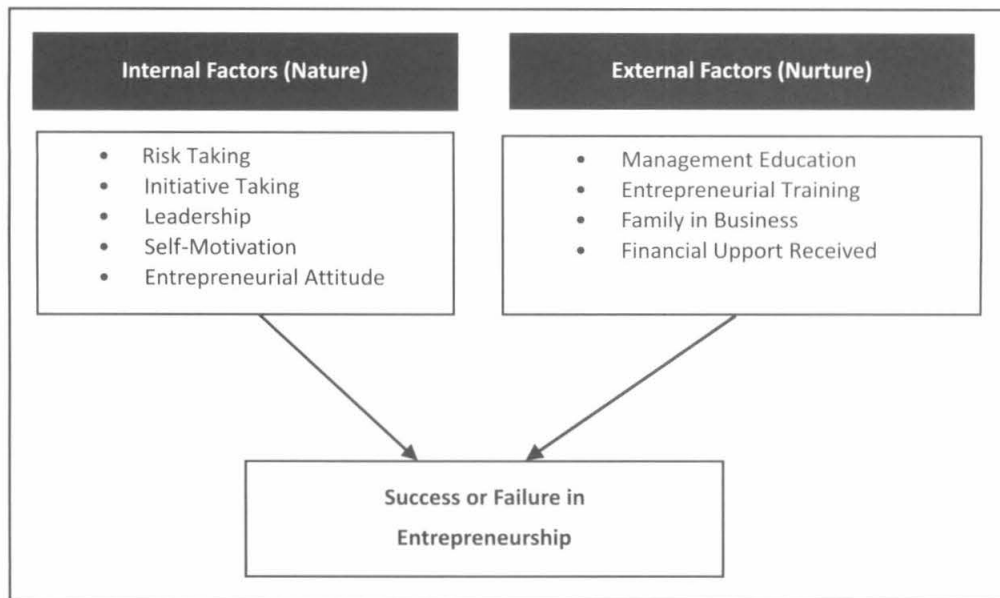 Internal Factors (Nature)
• Risk Taking
• Initiative Taking
• Leadership
• Self-Motivation
• Entrepreneurial Attitude
External Factors (Nurture)
• Management Education
• Entrepreneurial Training
• Family in Business
• Financial Upport Received
Success or Failure in
Entrepreneurship